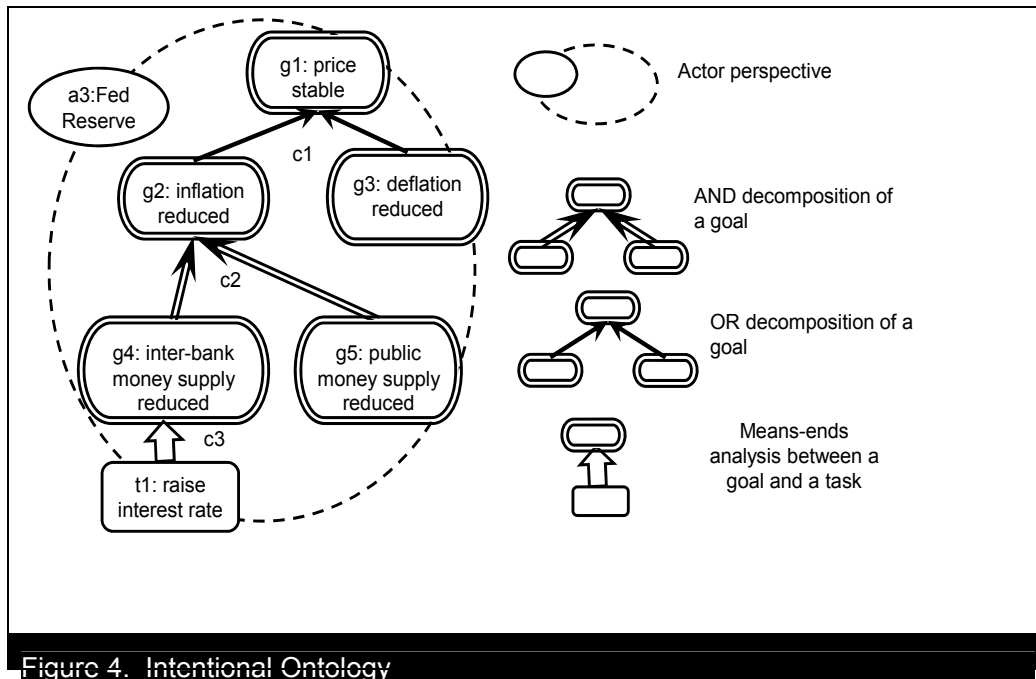 g1: price
stable
a3:Fed
Reserve
c1
g2: inflation
reduced
g3: deflation
reduced
c2
g4: inter-bank
money supply
reduced
g5: public
money supply
reduced
c3
t1: raise
interest rate
Actor perspective
AND decomposition of
a goal
OR decomposition of a
goal
Means-ends
analysis between a
goal and a task
Figure 4. Intentional Ontology